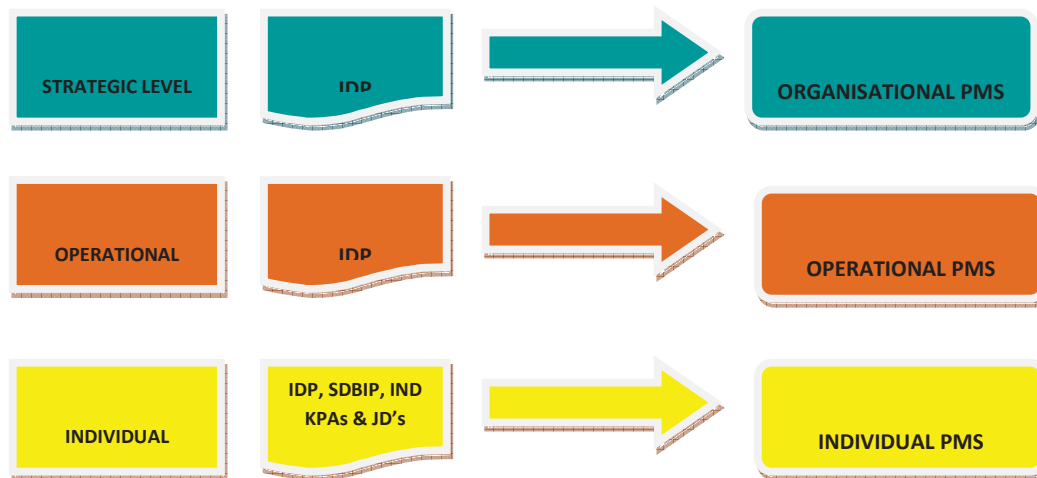 STRATEGIC LEVEL
IDP
ORGANISATIONAL PMS
OPERATIONAL
IDP
OPERATIONAL PMS
INDIVIDUAL
IDP, SDBIP, IND
KPAs & JD’s
INDIVIDUAL PMS